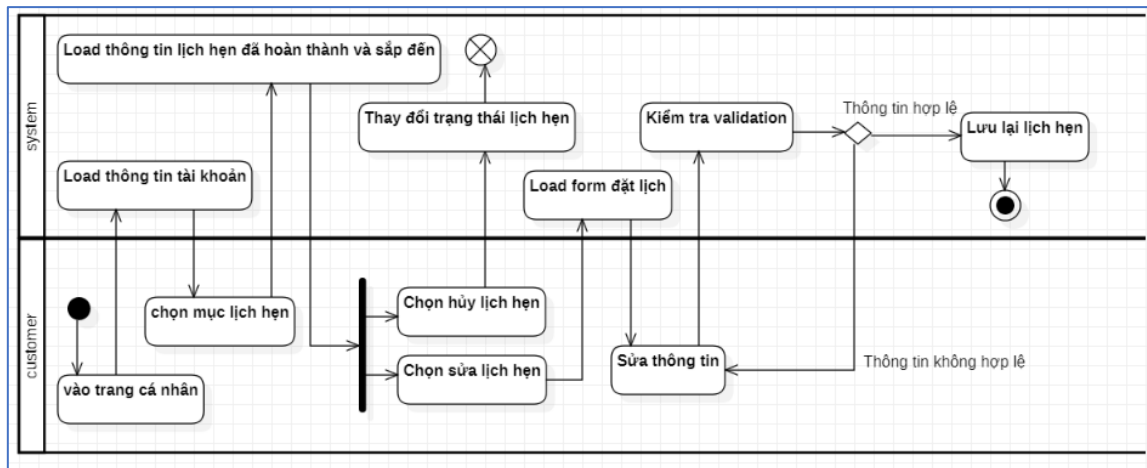 system
Load thông tin lịch hẹn đã hoàn thành và sắp đến
Thay đổi trạng thái lịch hẹn
Kiểm tra validation
Thông tin hợp lệ
Lưu lại lịch hẹn
Load thông tin tài khoản
Load form đặt lịch
customer
chọn mục lịch hẹn
Chọn hủy lịch hẹn
Chọn sửa lịch hẹn
Sửa thông tin
Thông tin không hợp lệ
vào trang cá nhân